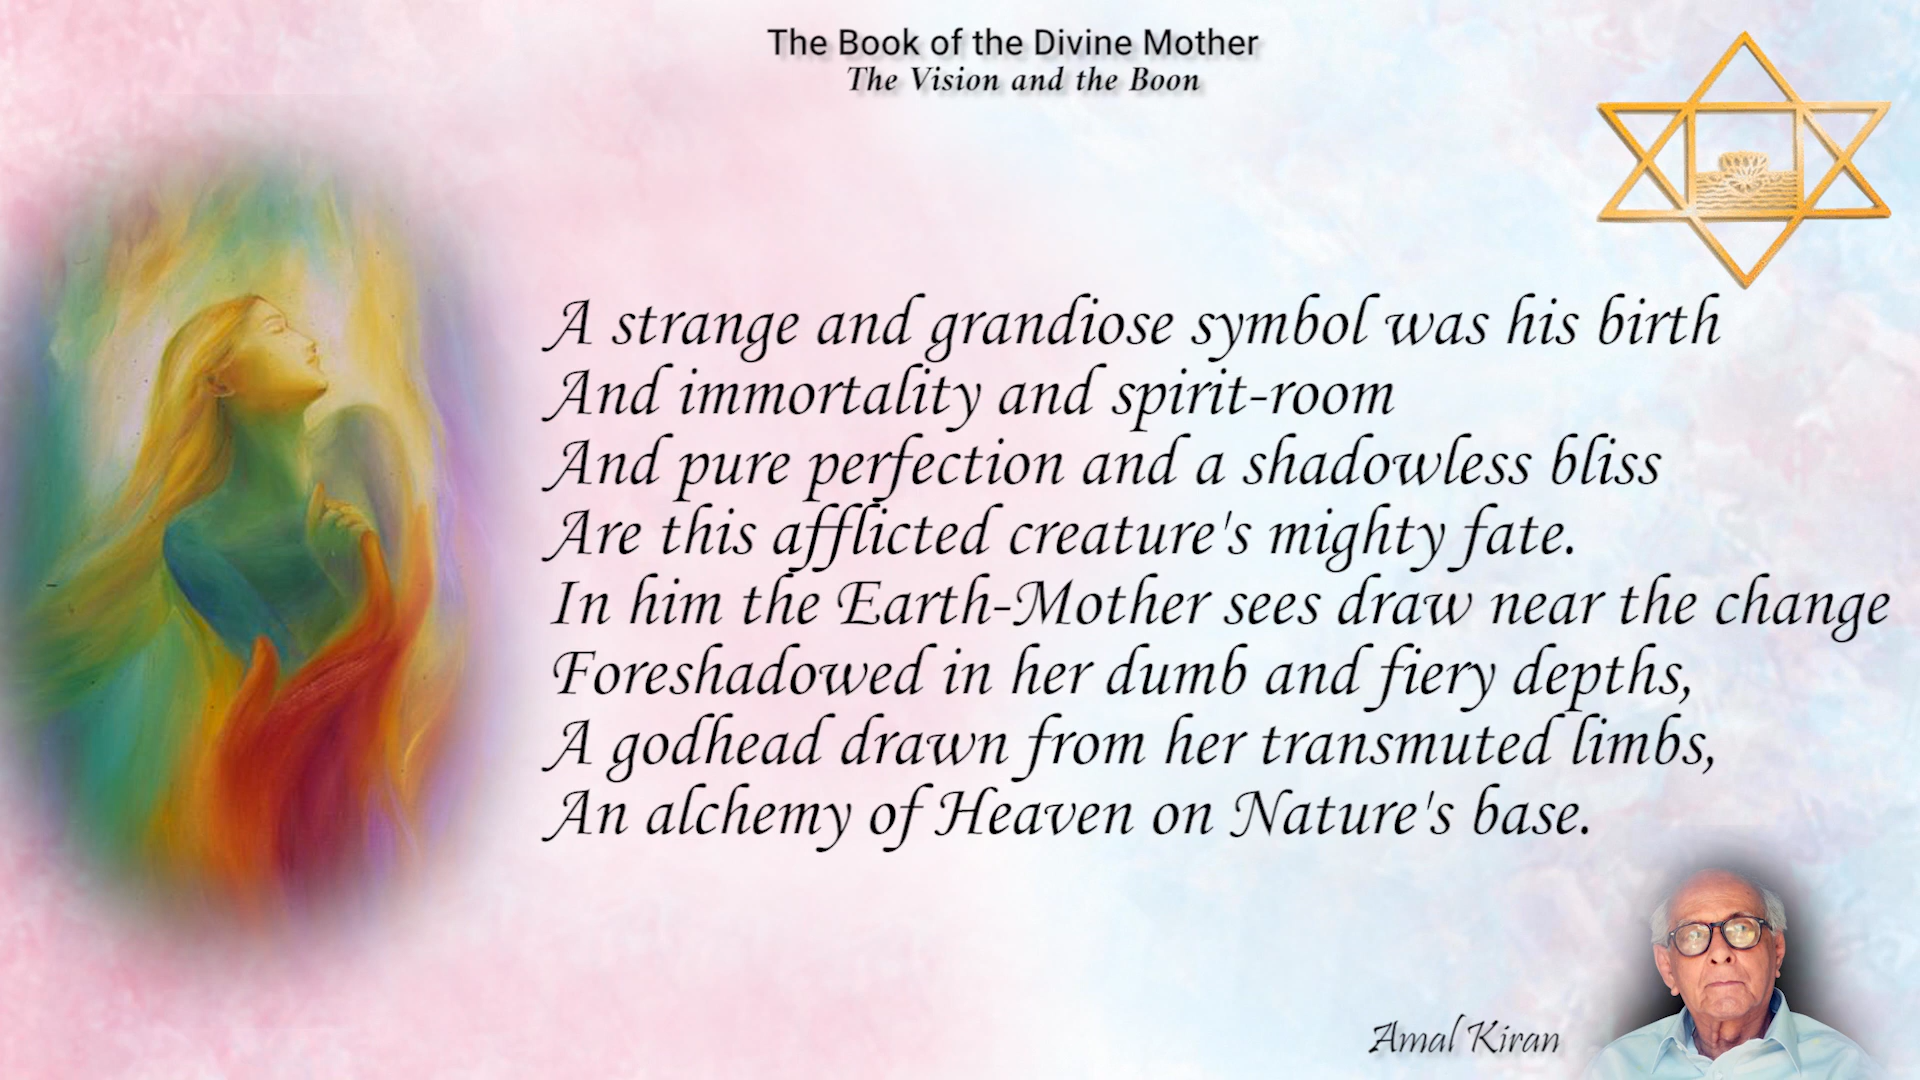 The Book of the Divine Mother
The Vision and the Boon
A strange and grandiose symbol was his birth
And immortality and spirit-room
And pure perfection and a shadowless bliss
Are this afflicted creature's mighty fate.
In him the Earth-Mother sees draw near the change
Foreshadowed in her dumb and fiery depths,
A godhead drawn from her transmuted limbs,
An alchemy of Heaven on Nature's base.
Amal Kiran